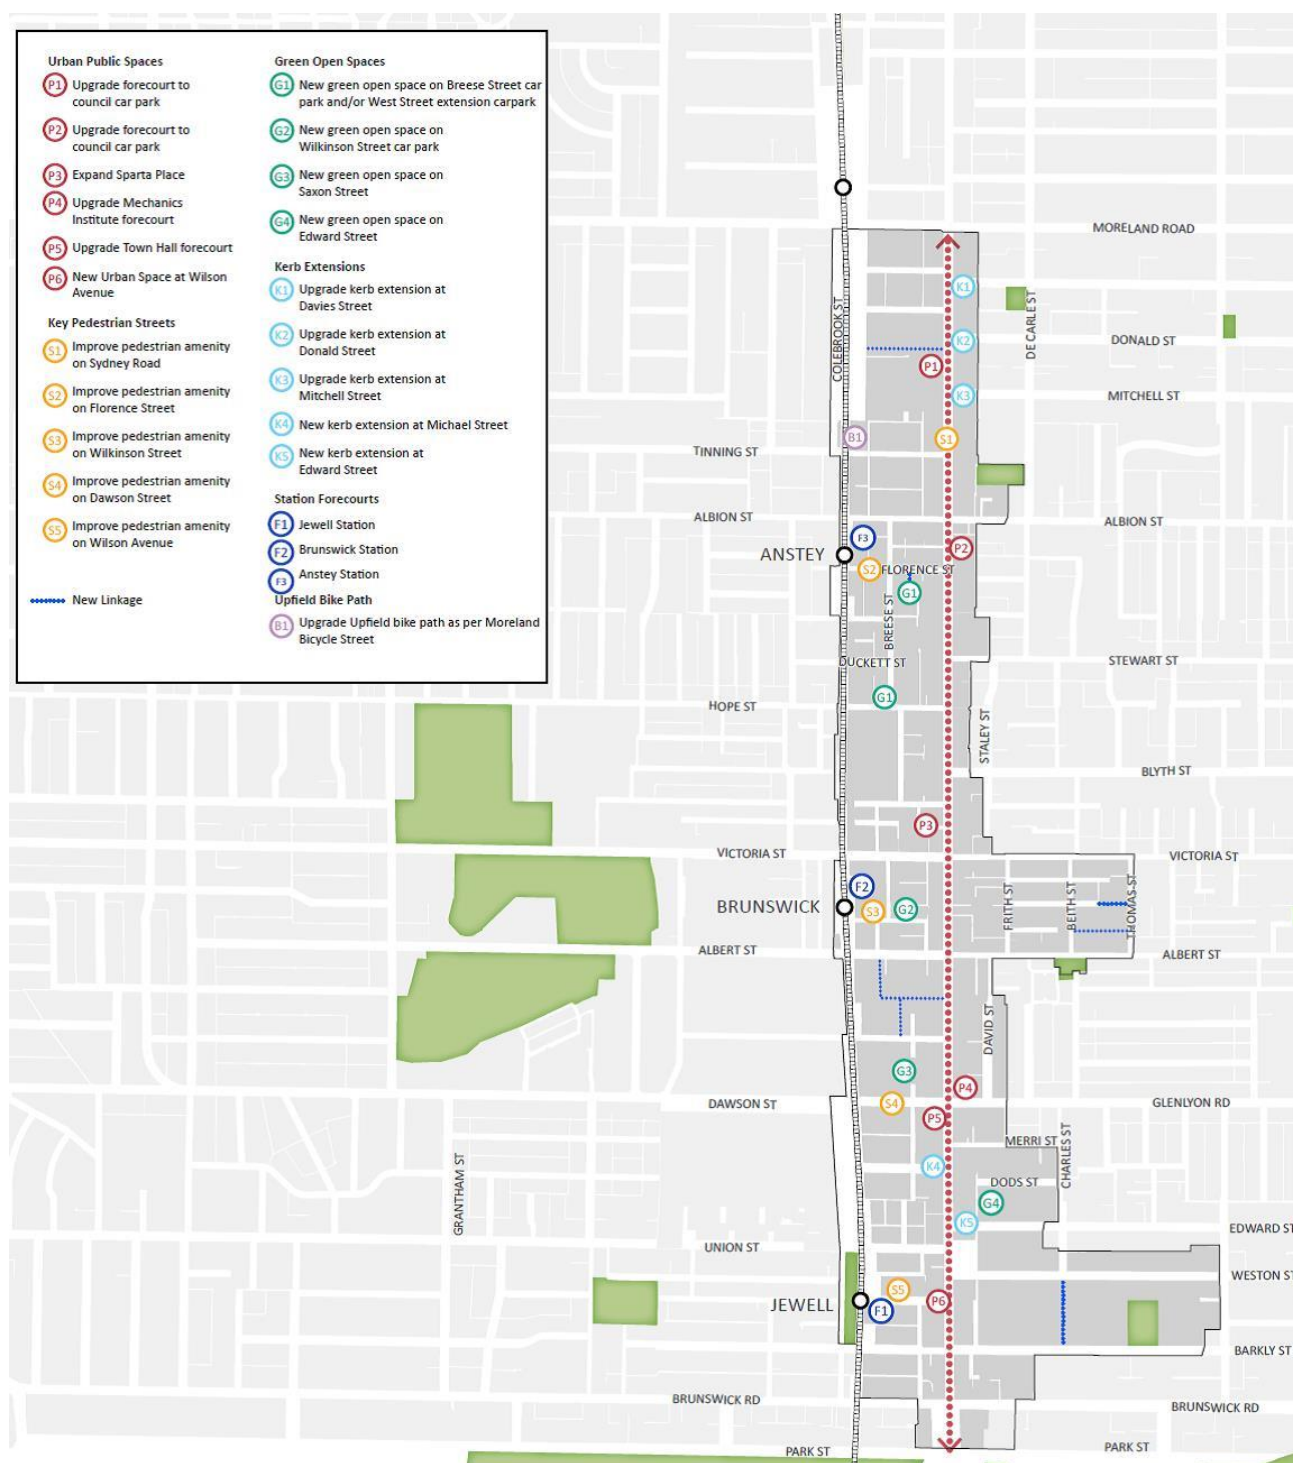 Urban Public Spaces
P1 Upgrade forecourt to
council car park
P2 Upgrade forecourt to
council car park
P3 Expand Sparta Place
P4 Upgrade Mechanics
Institute forecourt
P5 Upgrade Town Hall forecourt
P6 New Urban Space at Wilson
Avenue
Key Pedestrian Streets
S1 Improve pedestrian amenity
on Sydney Road
S2 Improve pedestrian amenity
on Florence Street
S3 Improve pedestrian amenity
on Wilkinson Street
S4 Improve pedestrian amenity
on Dawson Street
S5 Improve pedestrian amenity
on Wilson Avenue
New Linkage
Green Open Spaces
G1 New green open space on Breese Street car
park and/or West Street extension carpark
G2 New green open space on
Wilkinson Street car park
G3 New green open space on
Saxon Street
G4 New green open space on
Edward Street
Kerb Extensions
K1 Upgrade kerb extension at
Davies Street
K2 Upgrade kerb extension at
Donald Street
K3 Upgrade kerb extension at
Mitchell Street
K4 New kerb extension at Michael Street
K5 New kerb extension at
Edward Street
Station Forecourts
F1 Jewell Station
F2 Brunswick Station
F3 Anstey Station
Upfield Bike Path
B1 Upgrade Upfield bike path as per Moreland
Bicycle Street
MORELAND ROAD
K1
COLEBROOK ST
DE CARLE ST
K2
DONALD ST
P1
K3
MITCHELL ST
B1
S1
TINNING ST
ALBION ST
ALBION ST
F3
P2
ANSTEY
S2
FLORENCE ST
G1
BREESE ST
DUCKETT ST
STEWART ST
G1
HOPE ST
STALEY ST
BLYTH ST
P3
VICTORIA ST
VICTORIA ST
F2
BRUNSWICK
S3
G2
FRITH ST
BEITH ST
THOMAS ST
ALBERT ST
ALBERT ST
DAVID ST
G3
P4
DAWSON ST
S4
GLENLYON RD
P5
MERRI ST
CHARLES ST
K4
GRANTHAM ST
DODS ST
G4
K5
EDWARD ST
UNION ST
WESTON ST
S5
JEWELL
F1
P6
BARKLY ST
BRUNSWICK RD
BRUNSWICK RD
PARK ST
PARK ST